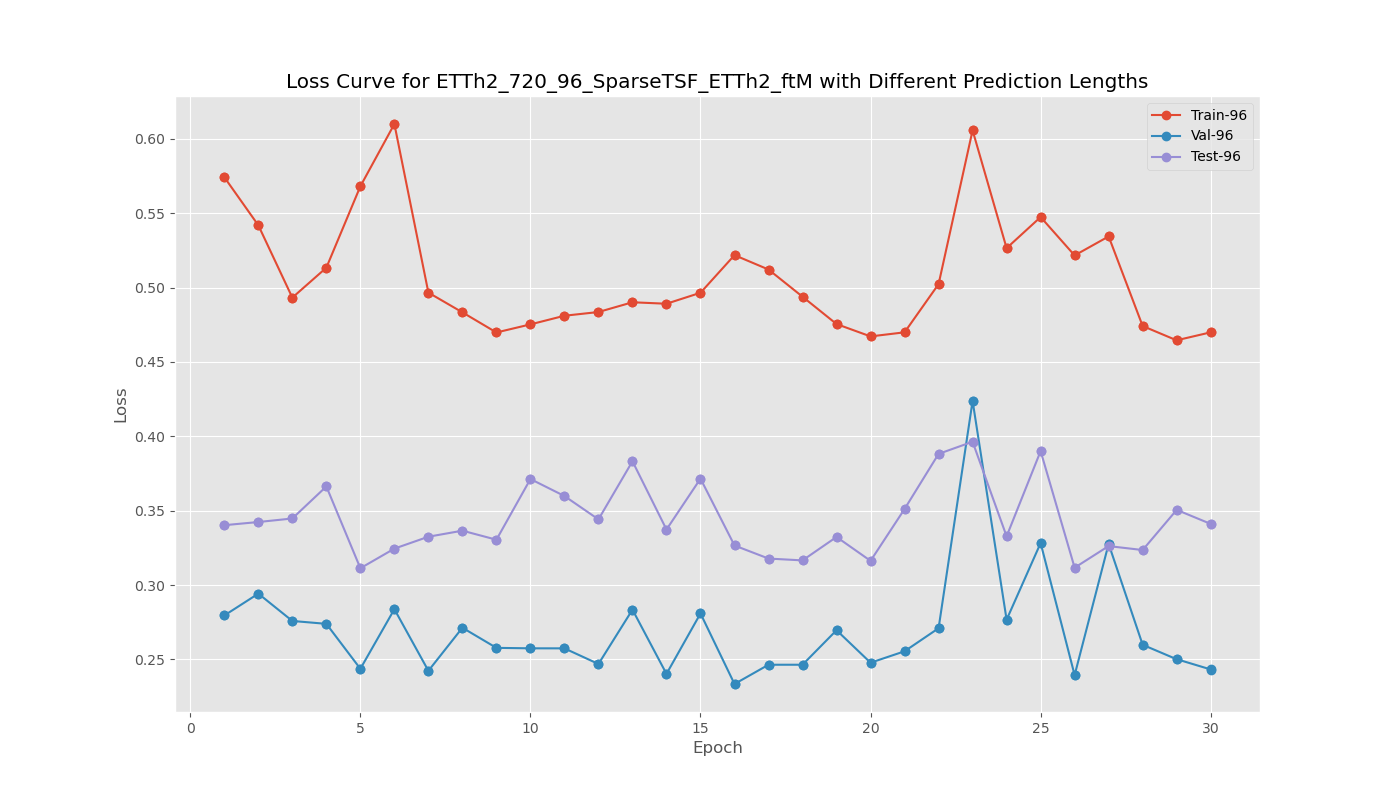 Loss Curve for ETTh2_720_96_SparseTSF_ETTh2_ftM with Different Prediction Lengths
Train-96
Val-96
Test-96
0.60
0.55
0.50
0.45
0.40
0.35
0.30
0.25
Loss
0 5 10 15 20 25 30
Epoch